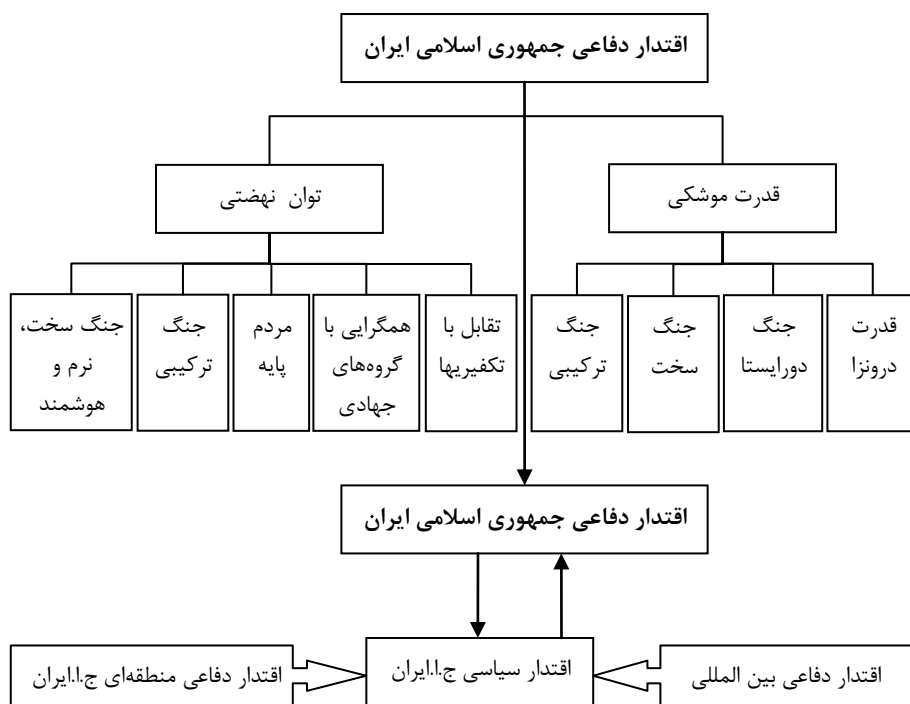 اقتدار دفاعی جمهوری اسلامی ایران
قدرت موشکی
توان نهضتی
قدرت
درونزا
جنگ
دورایستا
جنگ
سخت
جنگ
ترکیبی
تقابل با
تکفیریها
همگرایی با
گروه‌های
جهادی
مردم
پایه
جنگ
ترکیبی
جنگ سخت،
نرم و
هوشمند
اقتدار دفاعی جمهوری اسلامی ایران
اقتدار دفاعی بین المللی
اقتدار سیاسی ج.ا.ایران
اقتدار دفاعی منطقه‌ای ج.ا.ایران